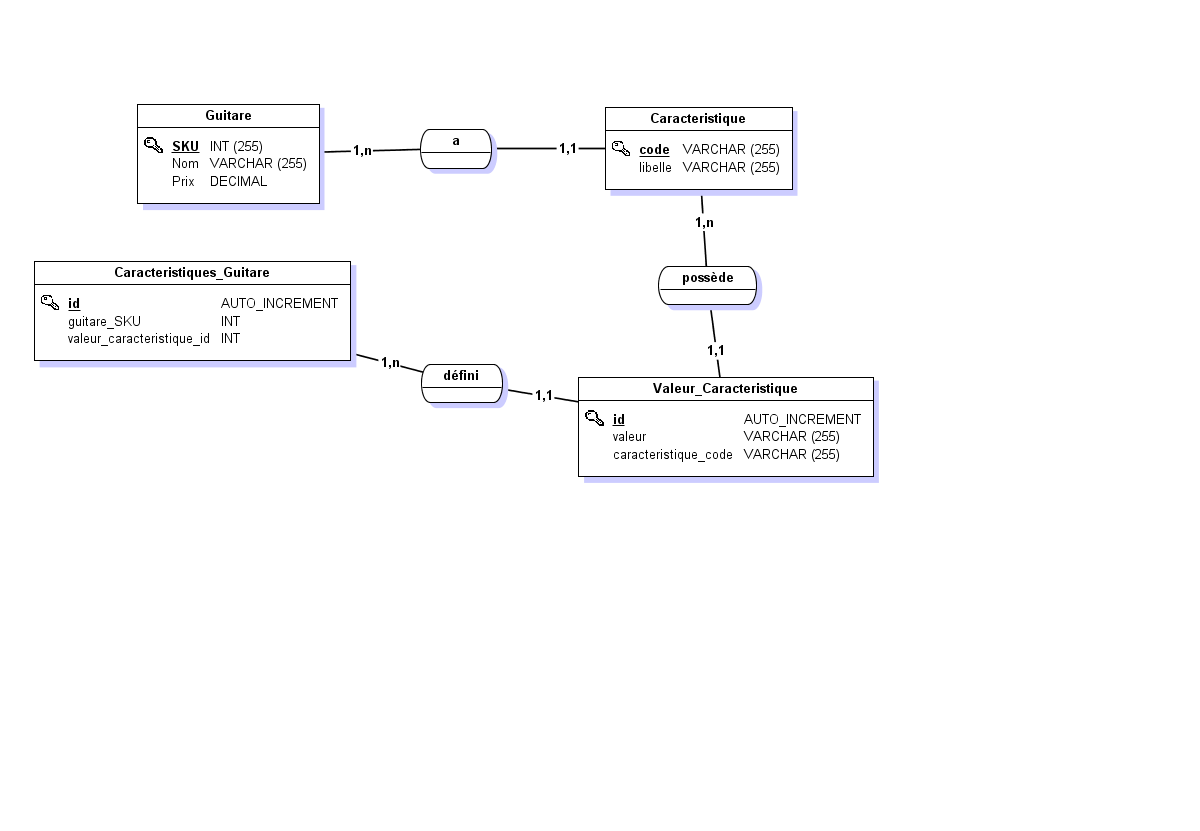 Guitare
SKU INT (255)
Nom VARCHAR (255)
Prix DECIMAL
1,n
a
1,1
Caracteristique
code VARCHAR (255)
libelle VARCHAR (255)
1,n
possède
1,1
Caracteristiques_Guitare
id AUTO_INCREMENT
guitare_SKU INT
valeur_caracteristique_id INT
1,n
défini
1,1
Valeur_Caracteristique
id AUTO_INCREMENT
valeur VARCHAR (255)
caracteristique_code VARCHAR (255)